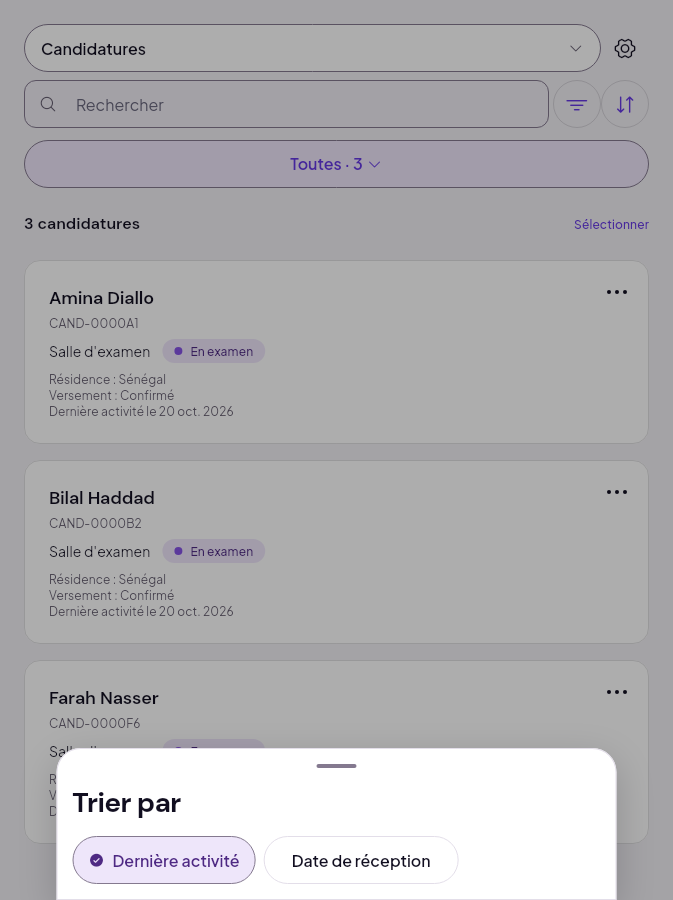 Candidatures
Rechercher
Toutes · 3
3 candidatures
Sélectionner
Amina Diallo
CAND-0000A1
Salle d'examen
En examen
Résidence : Sénégal
Versement : Confirmé
Dernière activité le 20 oct. 2026
Bilal Haddad
CAND-0000B2
Salle d'examen
En examen
Résidence : Sénégal
Versement : Confirmé
Dernière activité le 20 oct. 2026
Farah Nasser
CAND-0000F6
Trier par
Dernière activité
Date de réception